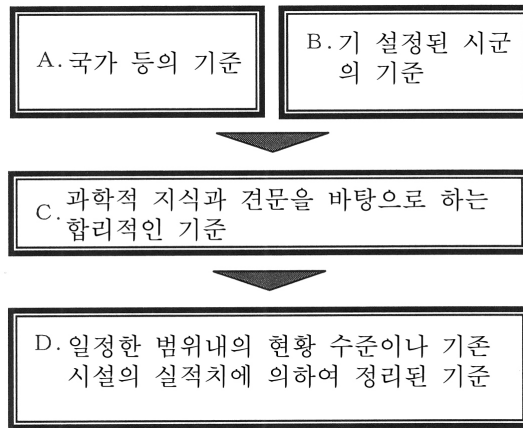 A. 국가 등의 기준
B. 기 설정된 시군
의 기준
C. 과학적 지식과 견문을 바탕으로 하는
합리적인 기준
D. 일정한 범위내의 현황 수준이나 기존
시설의 실적치에 의하여 정리된 기준